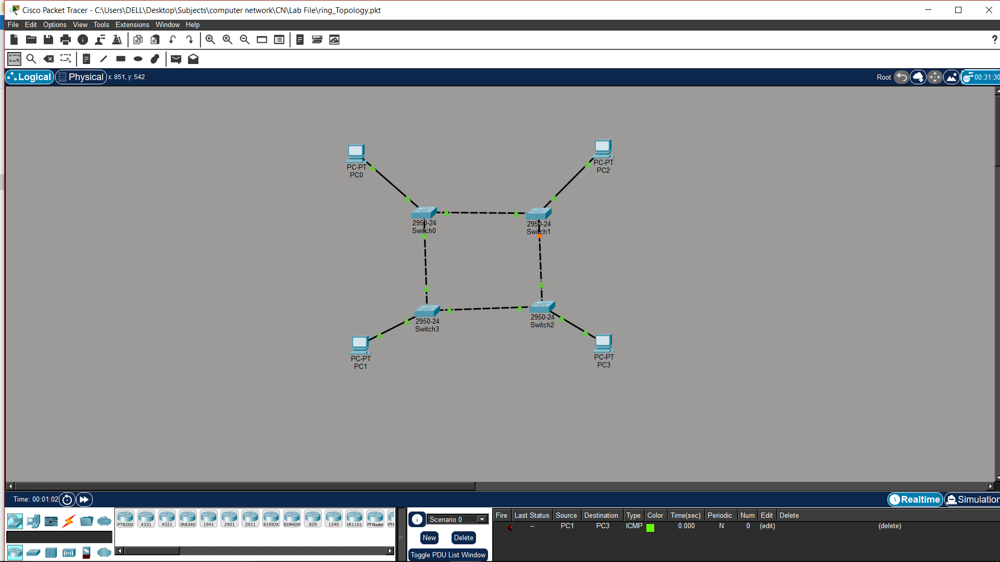 Cisco Packet Tracer - C:\Users\DELL\Desktop\Subjects\computer network\CN\Lab File\ring_Topology.pkt
File Edit Options View Tools Extensions Window Help
?
Logical Physical x: 851, y: 542 Root 00:31:30
PC-PT
PC0
PC-PT
PC2
2950-24
Switch0
2950-24
Switch1
2950-24
Switch3
2950-24
Switch2
PC-PT
PC1
PC-PT
PC3
Time: 00:01:02 Realtime Simulation
PT8200 4331 4321 IR8340 1941 2901 2911 819IOX 819HGW 829 1240 IR1101 PT-Router PT-E
Scenario 0
New Delete
Toggle PDU List Window
Fire Last Status Source Destination Type Color Time(sec) Periodic Num Edit Delete
-- PC1 PC3 ICMP 0.000 N 0 (edit) (delete)